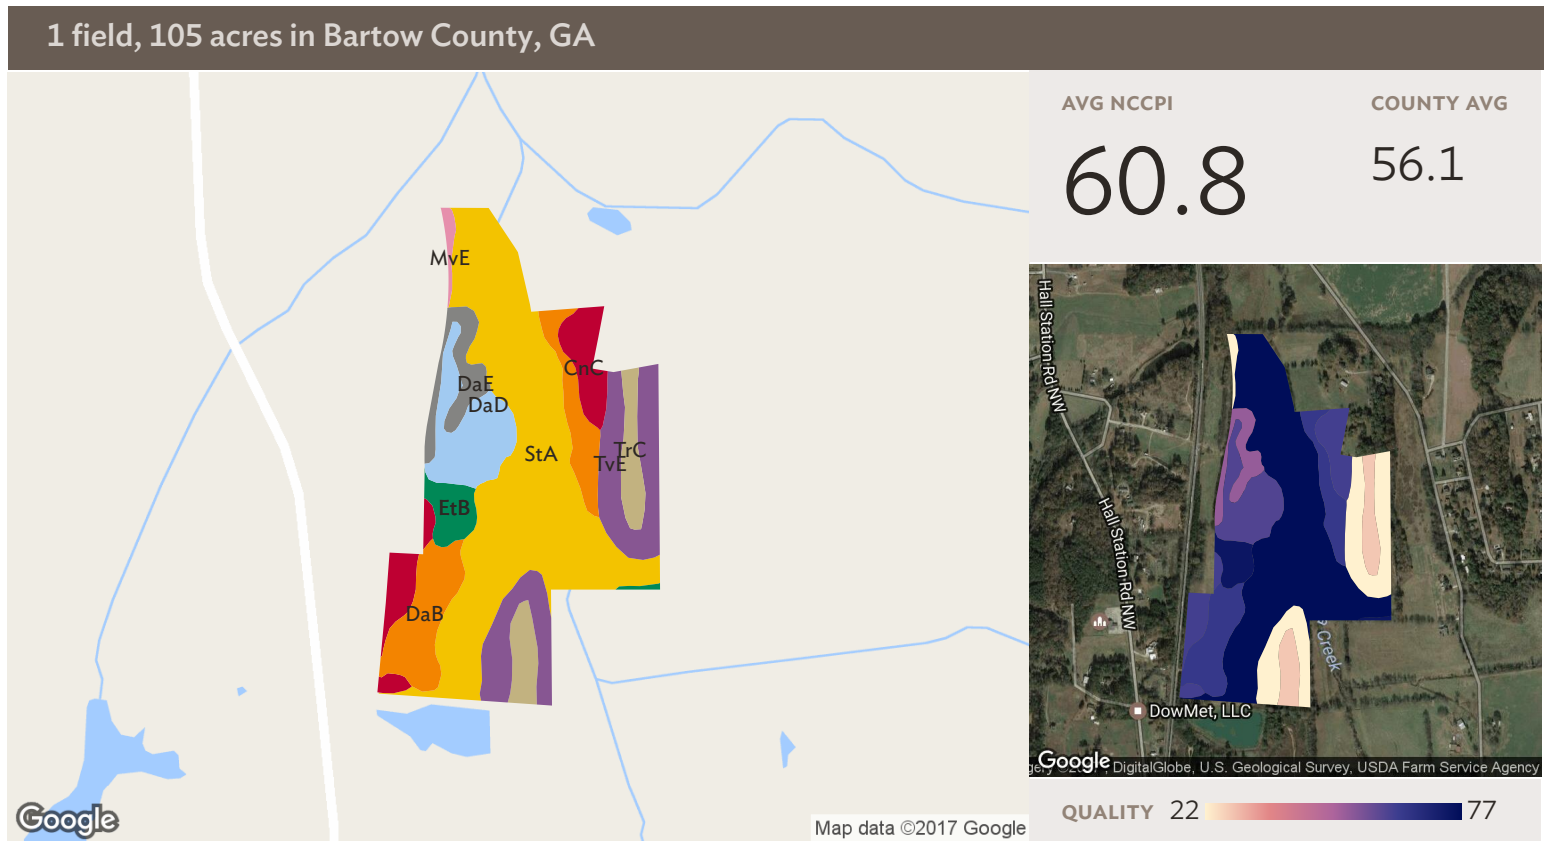 1 field, 105 acres in Bartow County, GA
AVG NCCPI
COUNTY AVG
60.8
56.1
MvE
CnC
DaE
DaD
StA
TrC
TvE
EtB
DaB
Google
Map data ©2017 Google
Hall Station Rd NW
Hall Station Rd NW
Creek
DowMet, LLC
Google
, DigitalGlobe, U.S. Geological Survey, USDA Farm Service Agency
QUALITY 22 77